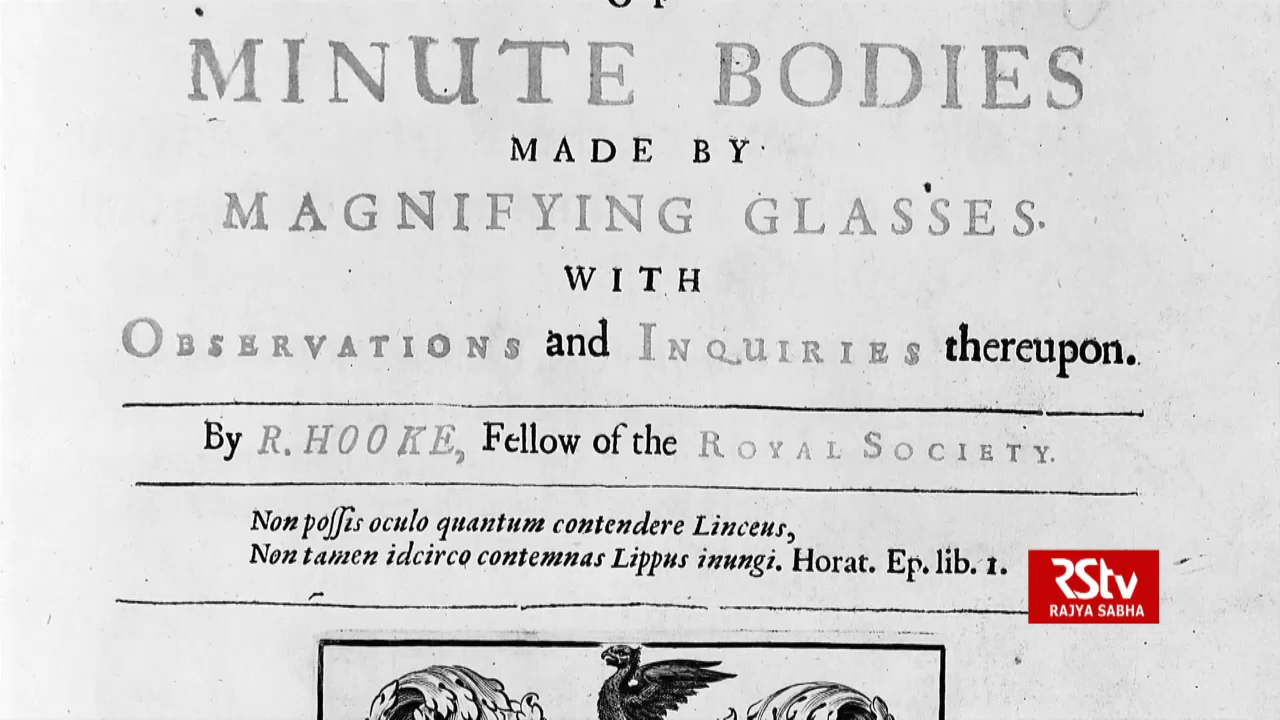 OF
MINUTE BODIES
MADE BY
MAGNIFYING GLASSES.
WITH
OBSERVATIONS and INQUIRIES thereupon.
By R. HOOKE, Fellow of the ROYAL SOCIETY.
Non poſſis oculo quantum contendere Linceus,
Non tamen idcirco contemnas Lippus inungi. Horat. Ep. lib. 1.
RStv
RAJYA SABHA